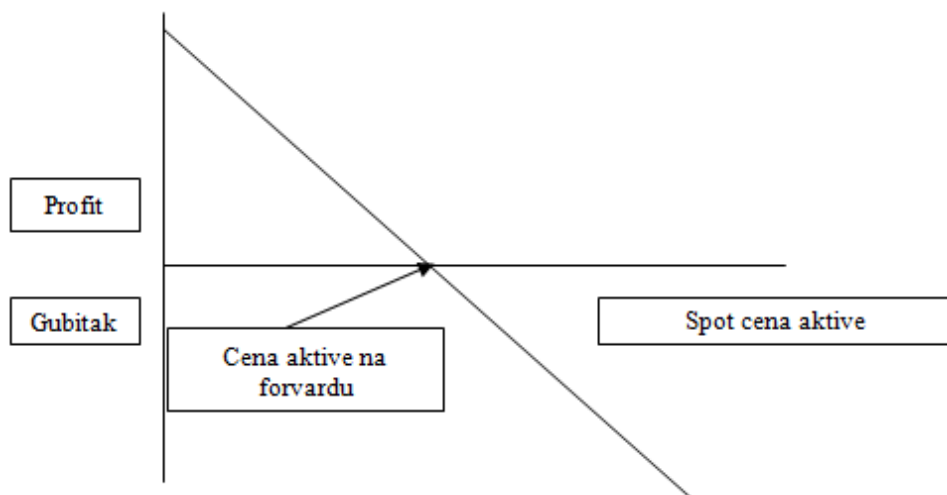 Profit
Gubitak
Cena aktive na
forvardu
Spot cena aktive